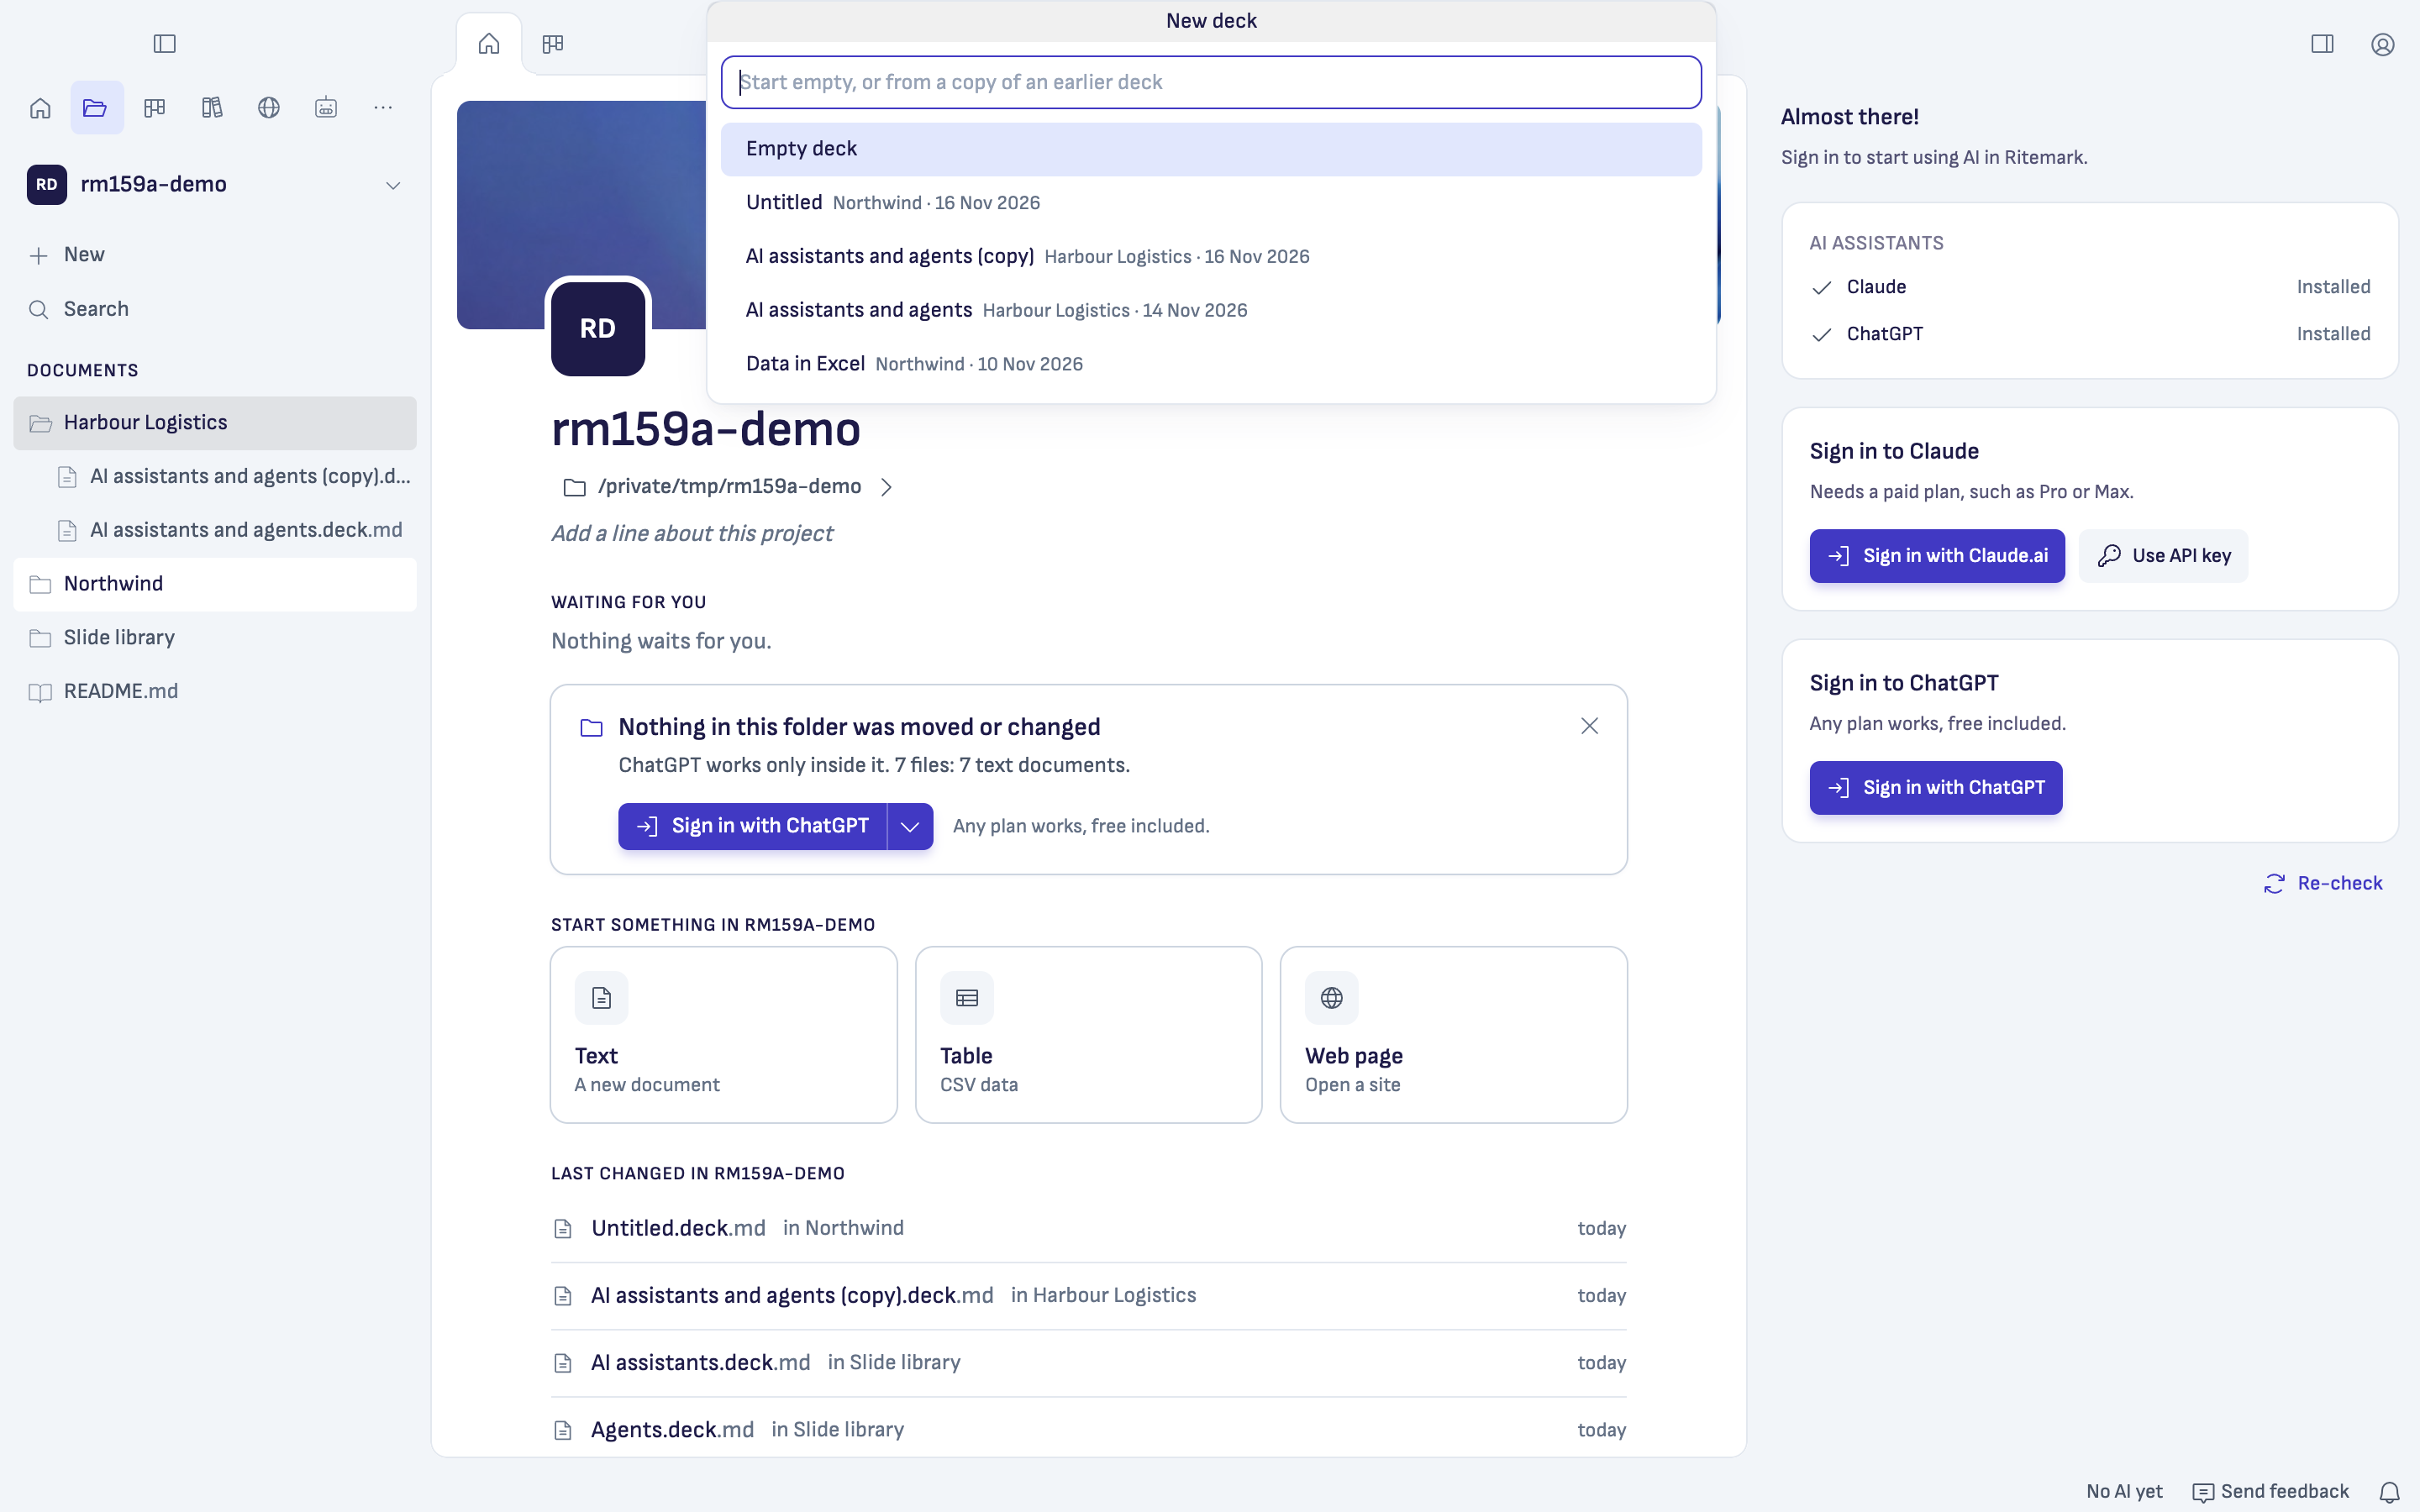 New deck
Start empty, or from a copy of an earlier deck
Empty deck
Untitled Northwind · 16 Nov 2026
AI assistants and agents (copy) Harbour Logistics · 16 Nov 2026
AI assistants and agents Harbour Logistics · 14 Nov 2026
Data in Excel Northwind · 10 Nov 2026
RD rm159a-demo
New
Search
DOCUMENTS
Harbour Logistics
AI assistants and agents (copy).d...
AI assistants and agents.deck.md
Northwind
Slide library
README.md
RD
rm159a-demo
/private/tmp/rm159a-demo
Add a line about this project
WAITING FOR YOU
Nothing waits for you.
Nothing in this folder was moved or changed
ChatGPT works only inside it. 7 files: 7 text documents.
Sign in with ChatGPT Any plan works, free included.
START SOMETHING IN RM159A-DEMO
Text
A new document
Table
CSV data
Web page
Open a site
LAST CHANGED IN RM159A-DEMO
Untitled.deck.md in Northwind today
AI assistants and agents (copy).deck.md in Harbour Logistics today
AI assistants.deck.md in Slide library today
Agents.deck.md in Slide library today
Almost there!
Sign in to start using AI in Ritemark.
AI ASSISTANTS
Claude Installed
ChatGPT Installed
Sign in to Claude
Needs a paid plan, such as Pro or Max.
Sign in with Claude.ai Use API key
Sign in to ChatGPT
Any plan works, free included.
Sign in with ChatGPT
Re-check
No AI yet Send feedback